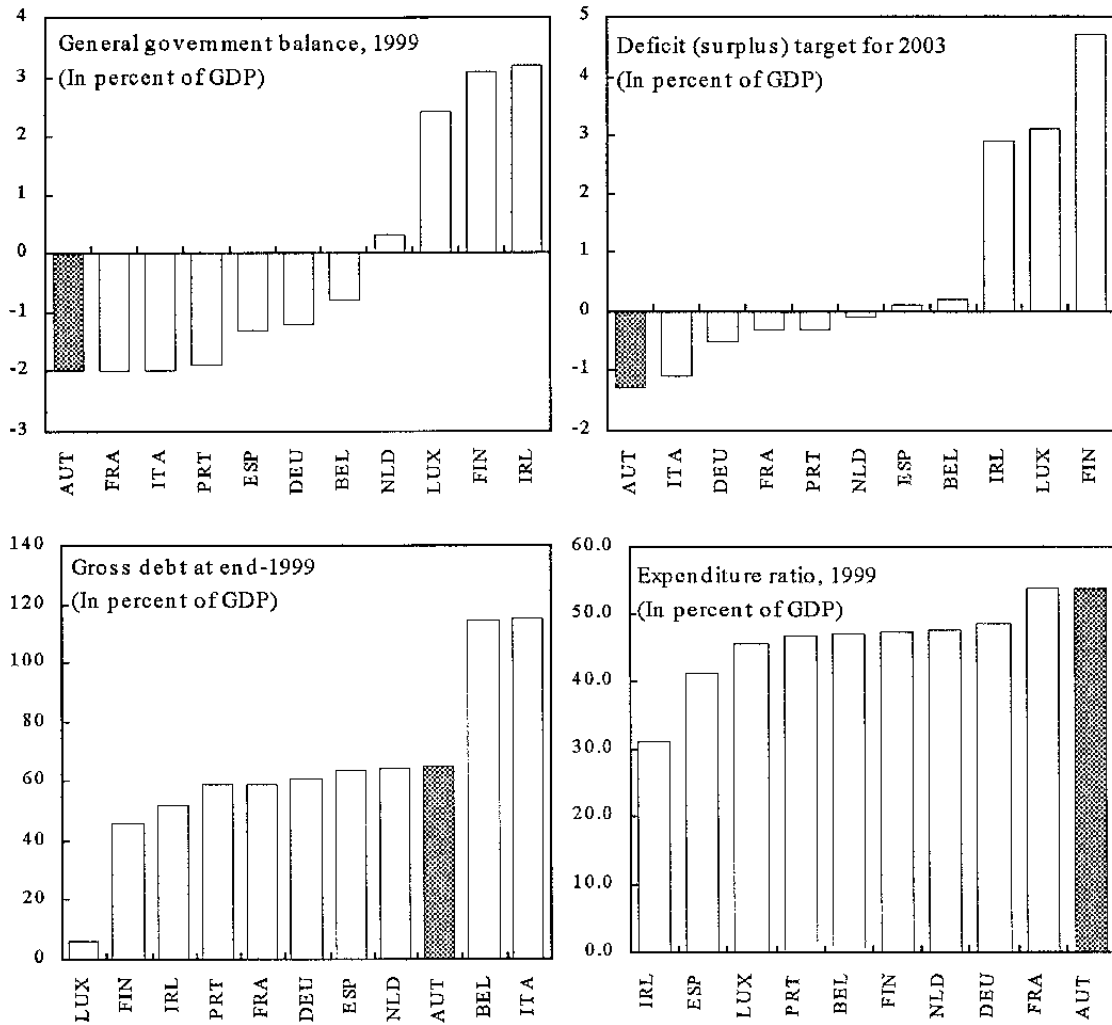 General government balance, 1999
(In percent of GDP)
4
3
2
1
0
-1
-2
-3
AUT
FRA
ITA
PRT
ESP
DEU
BEL
NLD
LUX
FIN
IRL
Deficit (surplus) target for 2003
(In percent of GDP)
5
4
3
2
1
0
-1
-2
AUT
ITA
DEU
FRA
PRT
NLD
ESP
BEL
IRL
LUX
FIN
Gross debt at end-1999
(In percent of GDP)
140
120
100
80
60
40
20
0
LUX
FIN
IRL
PRT
FRA
DEU
ESP
NLD
AUT
BEL
ITA
Expenditure ratio, 1999
(In percent of GDP)
60.0
50.0
40.0
30.0
20.0
10.0
0.0
IRL
ESP
LUX
PRT
BEL
FIN
NLD
DEU
FRA
AUT